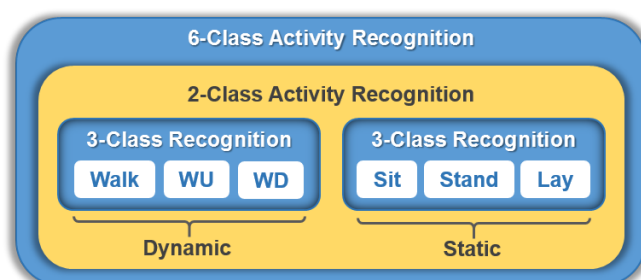 6-Class Activity Recognition
2-Class Activity Recognition
3-Class Recognition
Walk WU WD
Dynamic
3-Class Recognition
Sit Stand Lay
Static